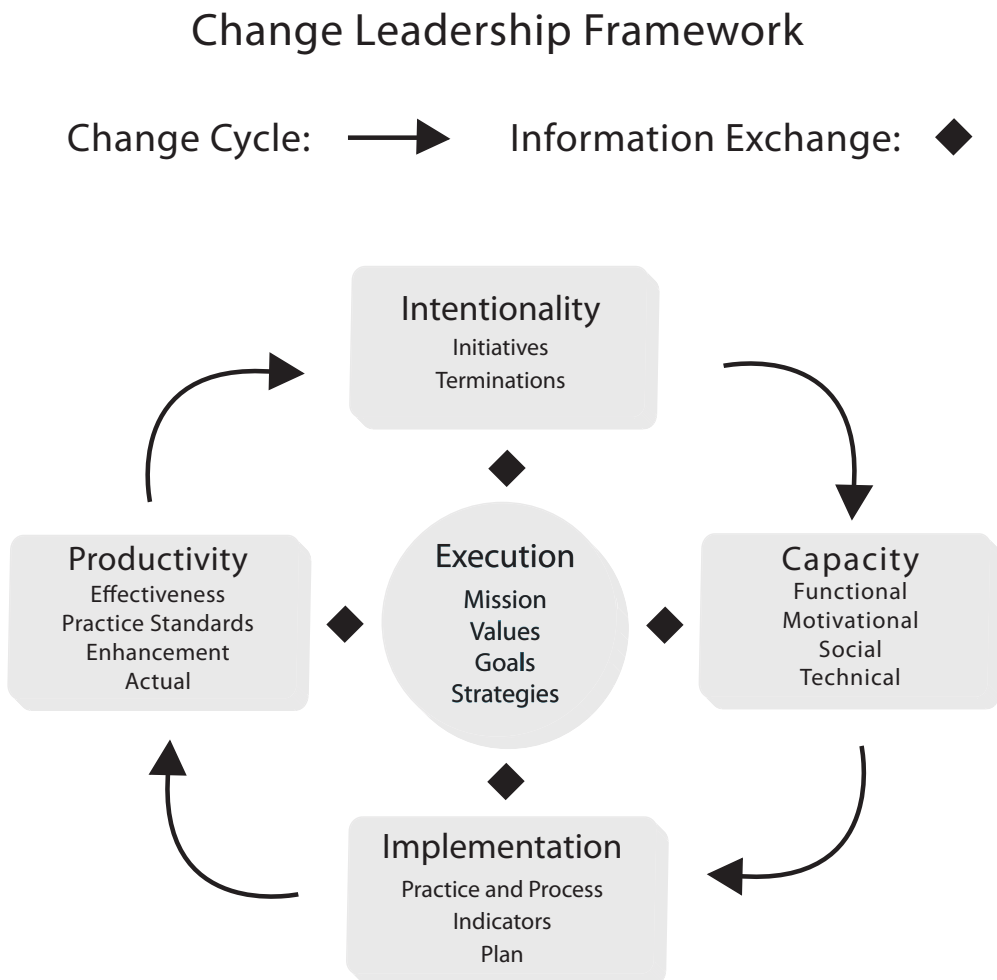 Change Leadership Framework
Change Cycle:
Information Exchange:
Intentionality
Initiatives
Terminations
Productivity
Effectiveness
Practice Standards
Enhancement
Actual
Execution
Mission
Values
Goals
Strategies
Capacity
Functional
Motivational
Social
Technical
Implementation
Practice and Process
Indicators
Plan